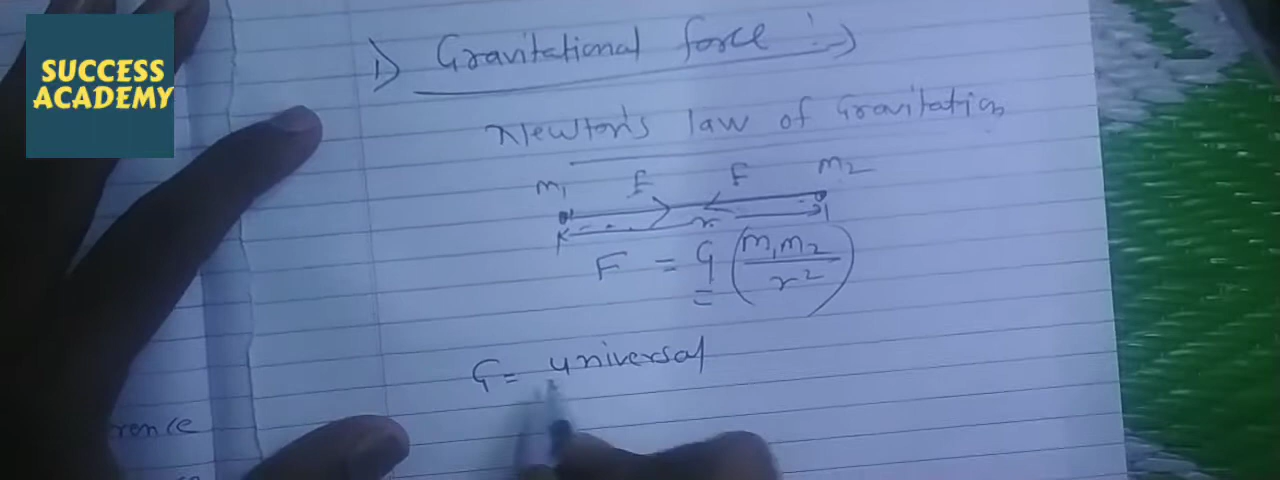 SUCCESS
ACADEMY
1) Gravitational force :->
Newton's law of Gravitation
m1 F F m2
r
F = G (m1m2 / r2)
G = universal
rence